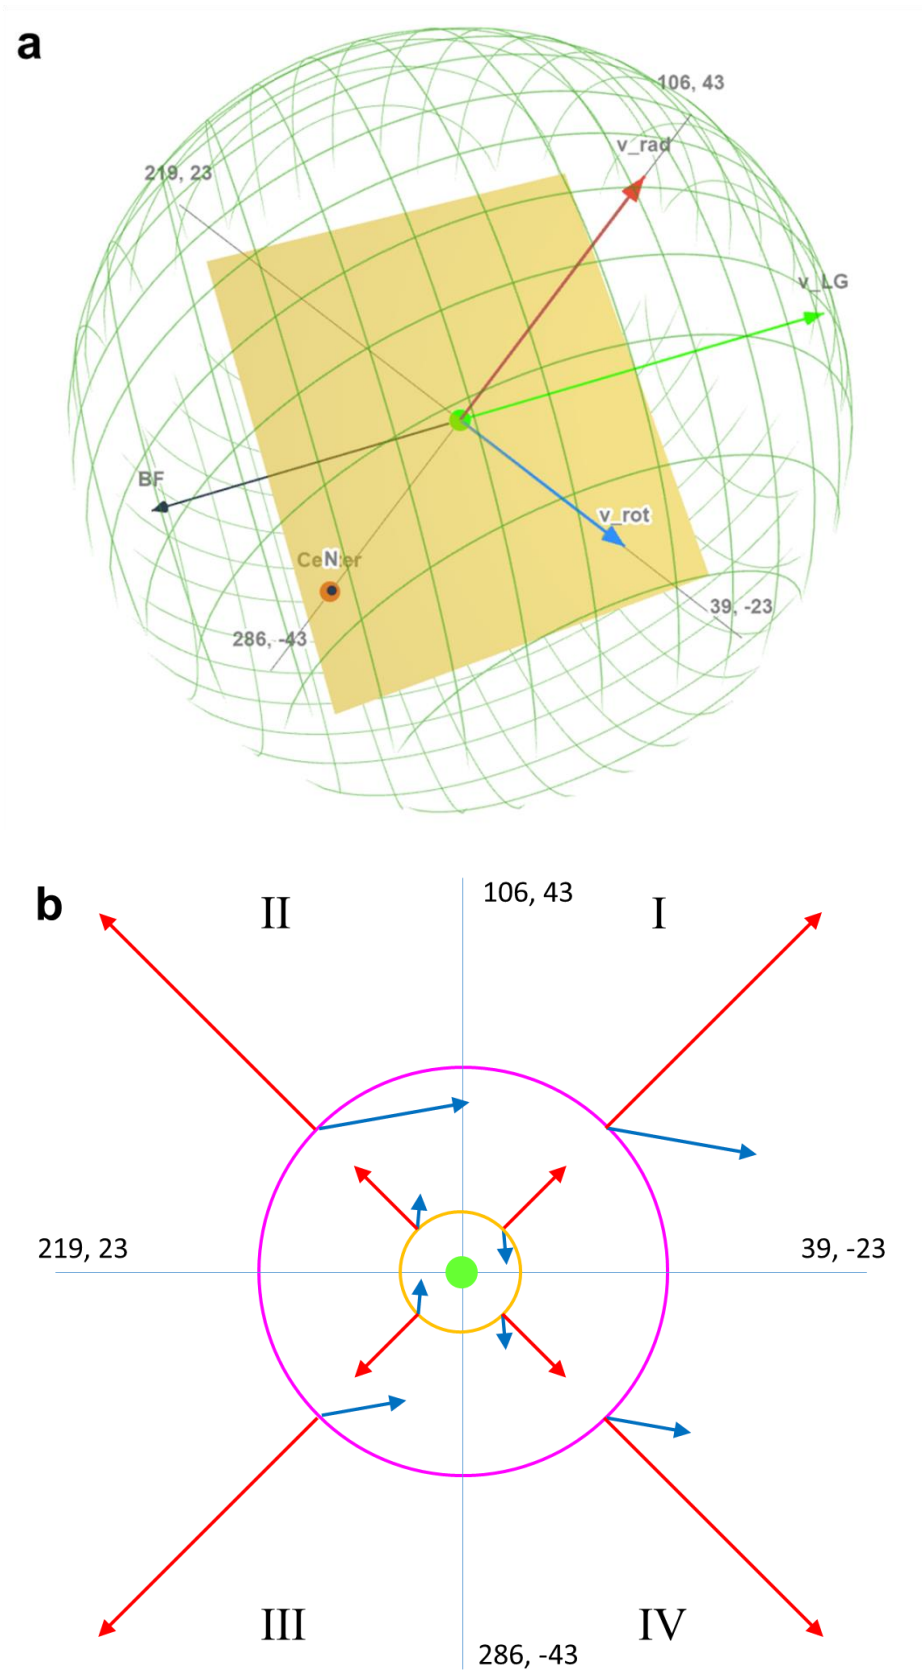 a
106, 43
v_rad
219, 23
v_LG
BF
v_rot
N
286, -43
39, -23
b
II
106, 43
I
219, 23
39, -23
III
IV
286, -43